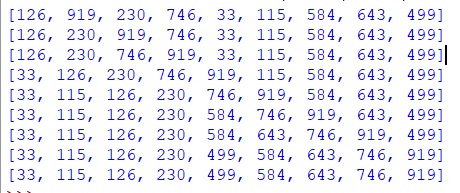 [126, 919, 230, 746, 33, 115, 584, 643, 499]
[126, 230, 919, 746, 33, 115, 584, 643, 499]
[126, 230, 746, 919, 33, 115, 584, 643, 499]
[33, 126, 230, 746, 919, 115, 584, 643, 499]
[33, 115, 126, 230, 746, 919, 584, 643, 499]
[33, 115, 126, 230, 584, 746, 919, 643, 499]
[33, 115, 126, 230, 584, 643, 746, 919, 499]
[33, 115, 126, 230, 499, 584, 643, 746, 919]
[33, 115, 126, 230, 499, 584, 643, 746, 919]
>>>